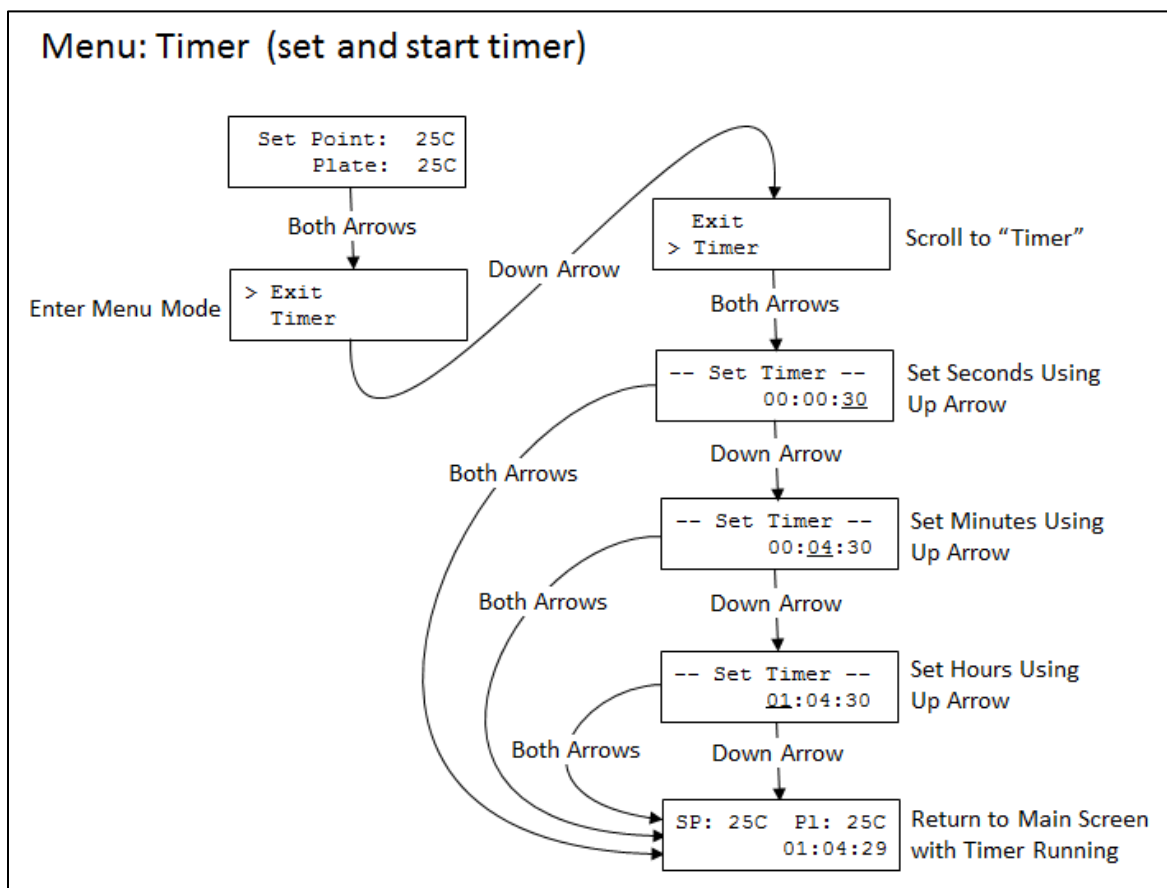 Menu: Timer (set and start timer)
Set Point: 25C
Plate: 25C
Both Arrows
Enter Menu Mode
> Exit
Timer
Down Arrow
Exit
> Timer
Scroll to “Timer”
Both Arrows
-- Set Timer --
00:00:30
Set Seconds Using
Up Arrow
Both Arrows
Down Arrow
-- Set Timer --
00:04:30
Set Minutes Using
Up Arrow
Both Arrows
Down Arrow
-- Set Timer --
01:04:30
Set Hours Using
Up Arrow
Both Arrows
Down Arrow
SP: 25C Pl: 25C
01:04:29
Return to Main Screen
with Timer Running